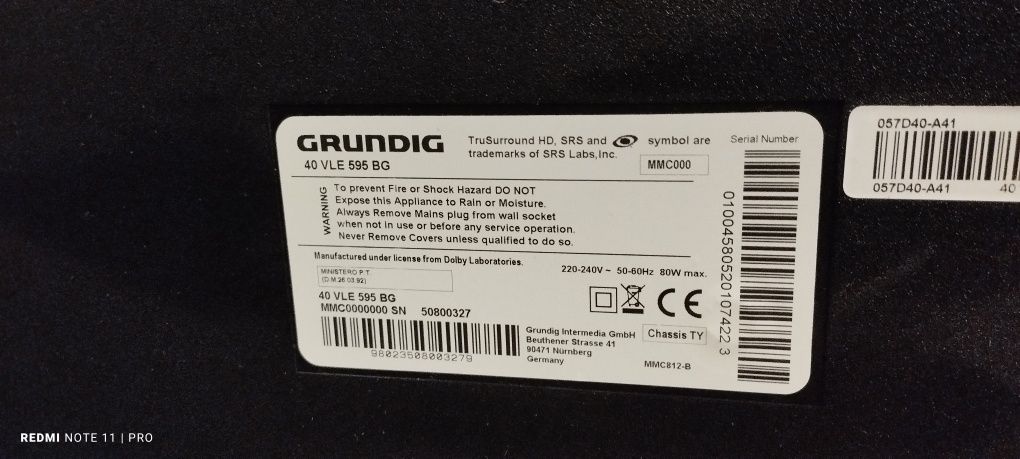 GRUNDIG
40 VLE 595 BG
TruSurround HD, SRS and symbol are
trademarks of SRS Labs,Inc.
MMC000
Serial Number
WARNING
To prevent Fire or Shock Hazard DO NOT
Expose this Appliance to Rain or Moisture.
Always Remove Mains plug from wall socket
when not in use or before any service operation.
Never Remove Covers unless qualified to do so.
Manufactured under license from Dolby Laboratories.
MINISTERO P.T.
(D.M.26.03.92)
220-240V ~ 50-60Hz 80W max.
40 VLE 595 BG
MMC0000000 SN 50800327
98023508003279
Grundig Intermedia GmbH
Beuthener Strasse 41
90471 Nürnberg
Germany
Chassis TY
MMC812-B
CE
01004580520107422 3
057D40-A41
057D40-A41 40
REDMI NOTE 11 | PRO